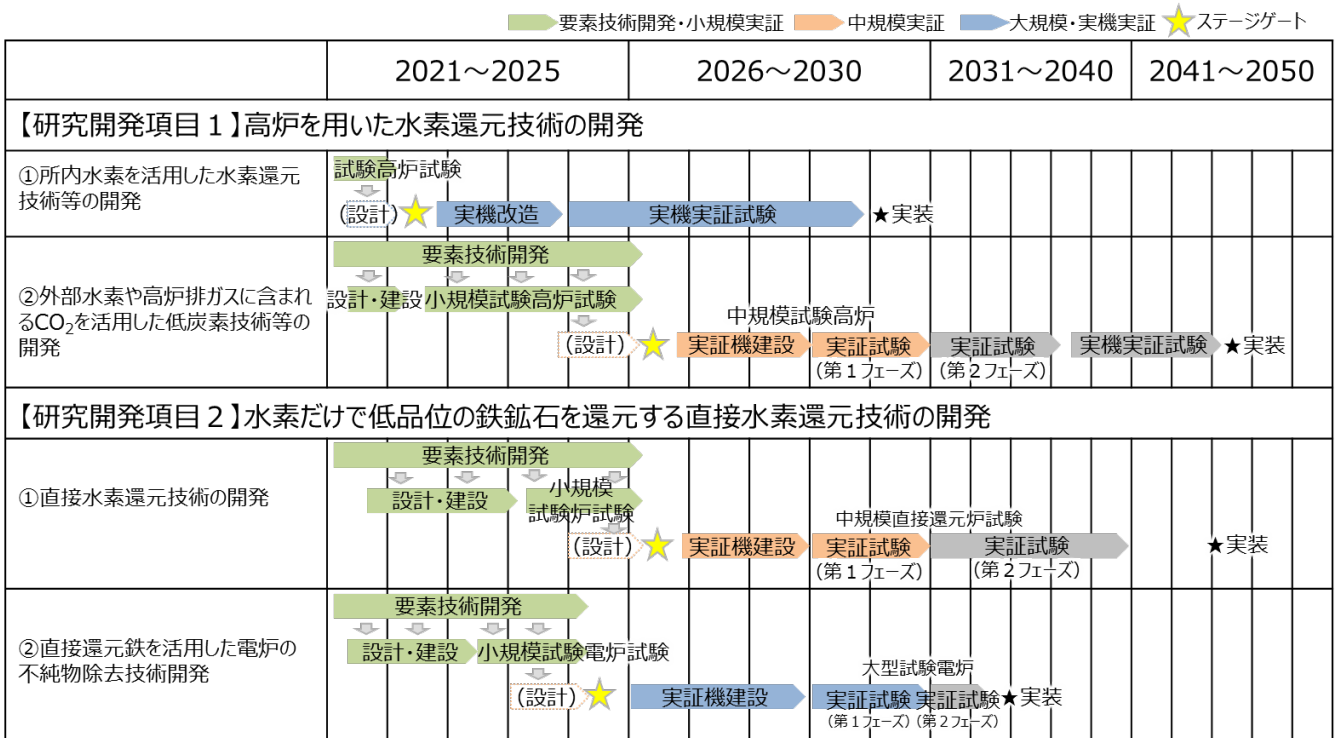 要素技術開発・小規模実証 中規模実証 大規模・実機実証 ステージゲート
2021～2025 2026～2030 2031～2040 2041～2050
【研究開発項目１】高炉を用いた水素還元技術の開発
①所内水素を活用した水素還元
技術等の開発
試験高炉試験
（設計） 実機改造 実機実証試験 ★実装
②外部水素や高炉排ガスに含まれ
るCO₂を活用した低炭素技術等の
開発
要素技術開発
設計・建設 小規模試験高炉試験
中規模試験高炉
（設計） 実証機建設 実証試験 実証試験 実機実証試験 ★実装
（第１フェーズ） （第２フェーズ）
【研究開発項目２】水素だけで低品位の鉄鉱石を還元する直接水素還元技術の開発
①直接水素還元技術の開発
要素技術開発
設計・建設 小規模
試験炉試験
中規模直接還元炉試験
（設計） 実証機建設 実証試験 実証試験 ★実装
（第１フェーズ） （第２フェーズ）
②直接還元鉄を活用した電炉の
不純物除去技術開発
要素技術開発
設計・建設 小規模試験電炉試験
大型試験電炉
（設計） 実証機建設 実証試験 実証試験 ★実装
（第１フェーズ） （第２フェーズ）